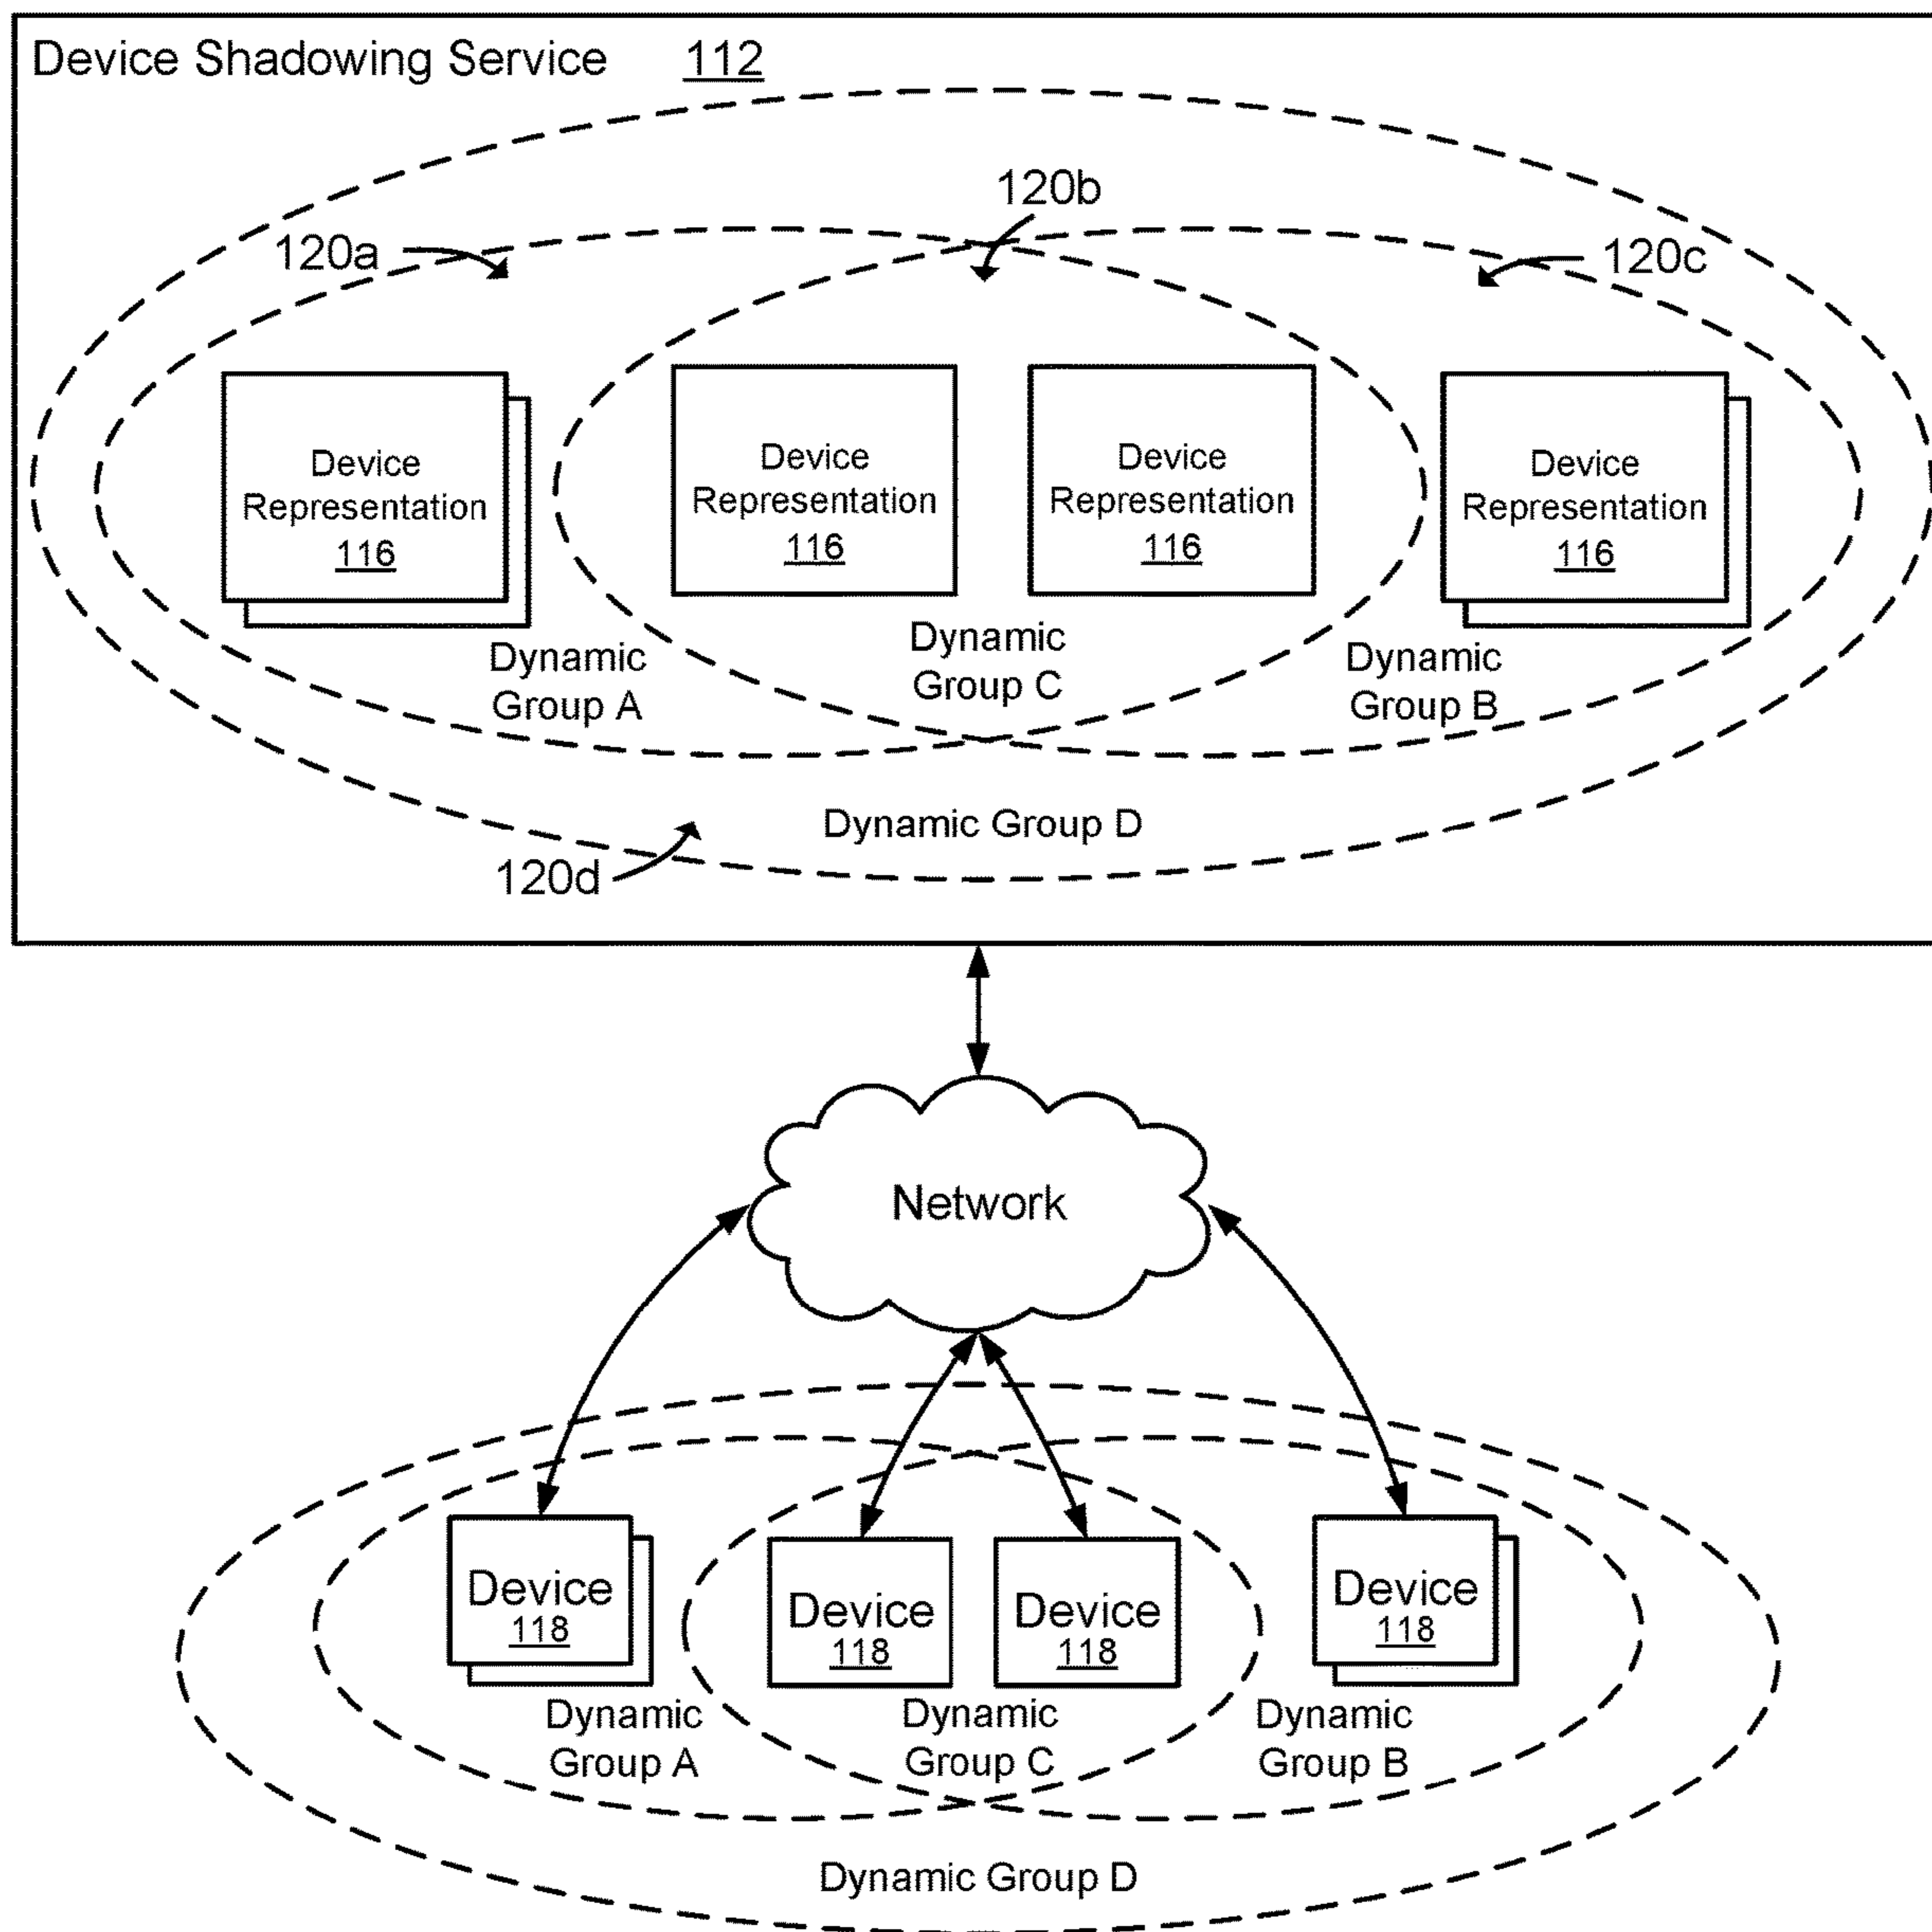 Device Shadowing Service 112
120b
120a
120c
Device
Representation
116
Device
Representation
116
Device
Representation
116
Device
Representation
116
Dynamic
Group A
Dynamic
Group C
Dynamic
Group B
Dynamic Group D
120d
Network
Device
118
Device
118
Device
118
Device
118
Dynamic
Group A
Dynamic
Group C
Dynamic
Group B
Dynamic Group D